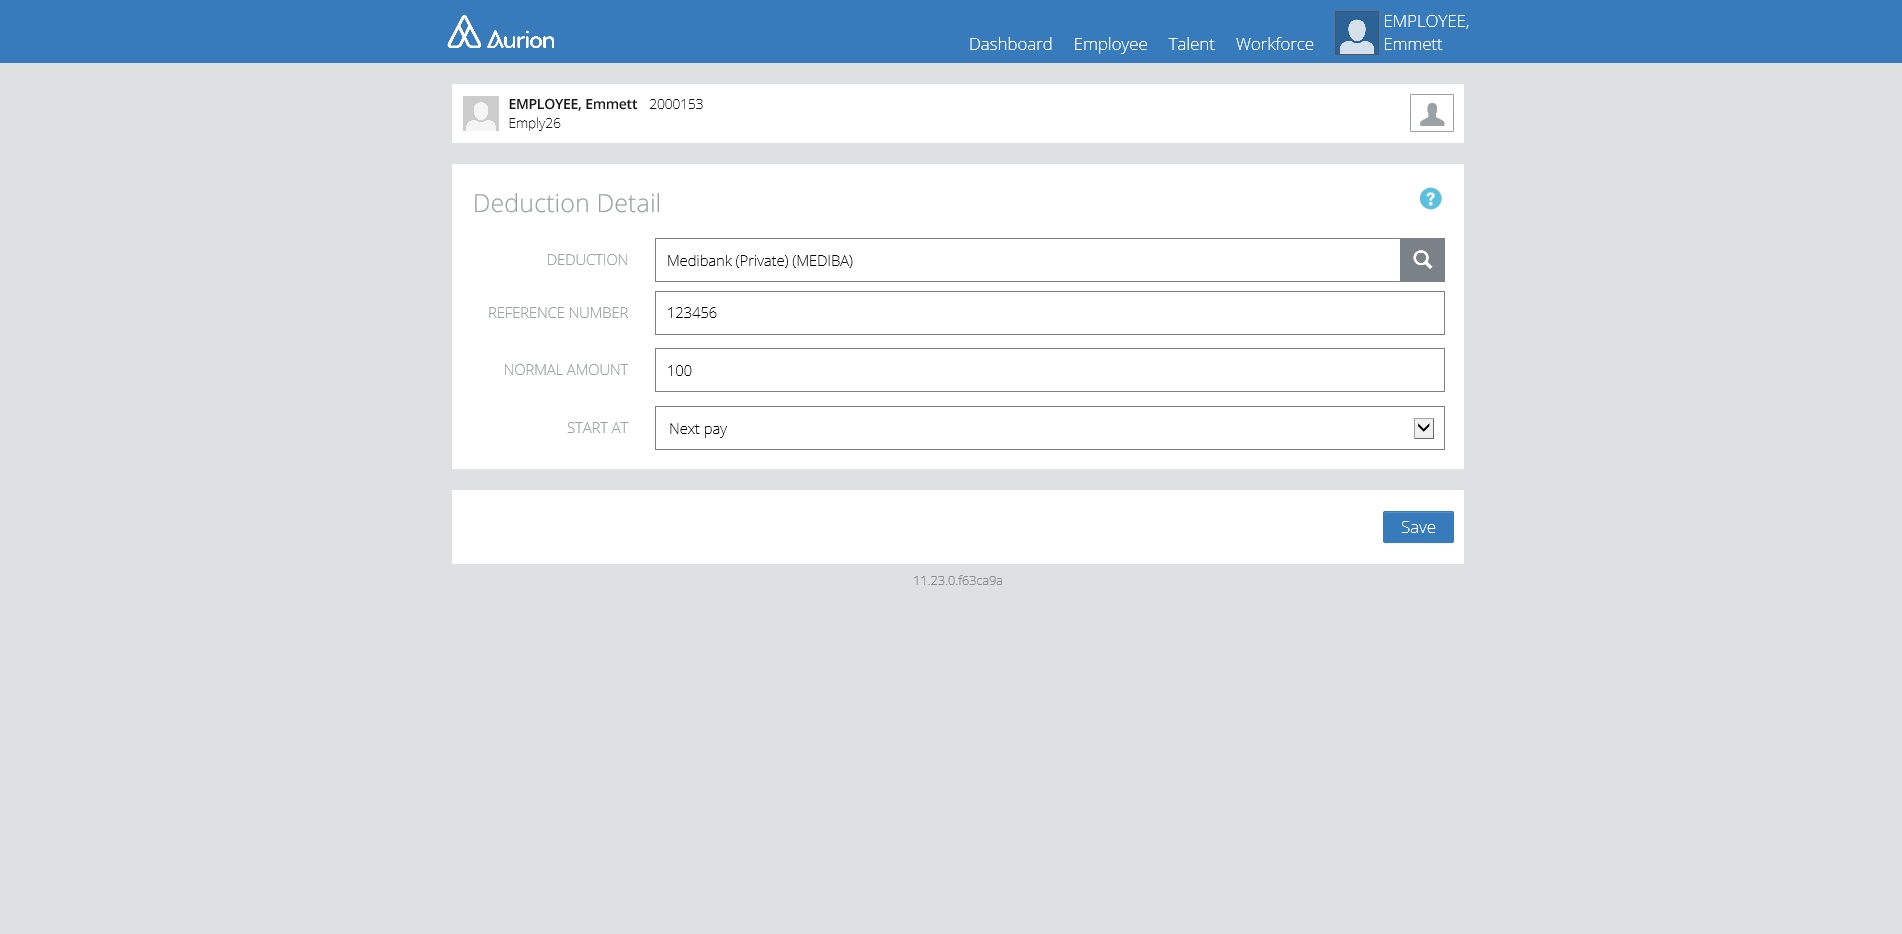 Aurion
Dashboard Employee Talent Workforce
EMPLOYEE,
Emmett
EMPLOYEE, Emmett 2000153
Emply26
Deduction Detail
?
DEDUCTION Medibank (Private) (MEDIBA)
REFERENCE NUMBER 123456
NORMAL AMOUNT 100
START AT Next pay
Save
11.23.0.f63ca9a